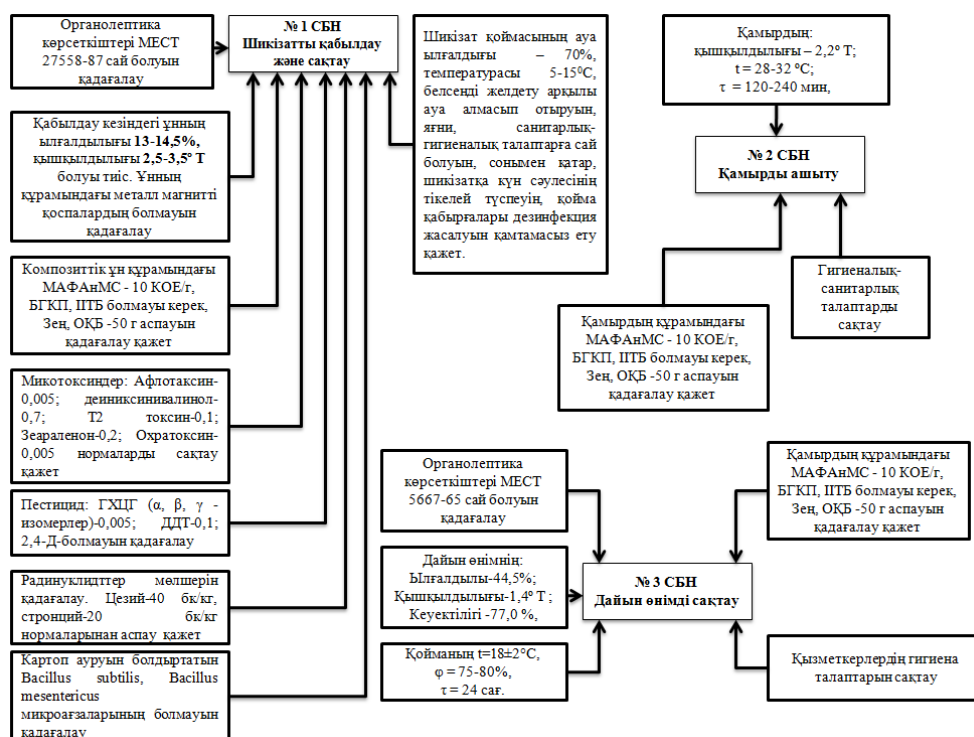 Органолептика
көрсеткіштері МЕСТ
27558-87 сай болуын
қадағалау
№ 1 СБН
Шикізатты қабылдау
және сақтау
Шикізат қоймасының ауа
ылғалдығы – 70%,
температурасы 5-15⁰С,
белсенді желдету арқылы
ауа алмасып отыруын,
яғни, санитарлық-
гигиеналық талаптарға сай
болуын, сонымен қатар,
шикізатқа күн сәулесінің
тікелей түспеуін, қойма
қабырғалары дезинфекция
жасалуын қамтамасыз ету
қажет.
Қамырдың:
қышқылдылығы – 2,2º Т;
t = 28-32 ºС;
τ = 120-240 мин,
Қабылдау кезіндегі ұнның
ылғалдылығы 13-14,5%,
қышқылдылығы 2,5-3,5º Т
болуы тиіс. Ұнның
құрамындағы металл магнитті
қоспалардың болмауын
қадағалау
№ 2 СБН
Қамырды ашыту
Композиттік ұн құрамындағы
МАФАнМС - 10 КОЕ/г,
БГКП, ІІТБ болмауы керек,
Зең, ОҚБ -50 г аспауын
қадағалау қажет
Гигиеналық-
санитарлық
талаптарды
сақтау
Қамырдың құрамындағы
МАФАнМС - 10 КОЕ/г,
БГКП, ІІТБ болмауы керек,
Зең, ОҚБ -50 г аспауын
қадағалау қажет
Микотоксиндер: Афлотаксин-
0,005; деиниксинивалинол-
0,7; Т2 токсин-0,1;
Зеараленон-0,2; Охратоксин-
0,005 нормаларды сақтау
қажет
Органолептика
көрсеткіштері МЕСТ
5667-65 сай болуын
қадағалау
Қамырдың құрамындағы
МАФАнМС - 10 КОЕ/г,
БГКП, ІІТБ болмауы керек,
Зең, ОҚБ -50 г аспауын
қадағалау қажет
Пестицид: ГХЦГ (α, β, γ -
изомерлер)-0,005; ДДТ-0,1;
2,4-Д-болмауын қадағалау
Дайын өнімнің:
Ылғалдылы-44,5%;
Қышқылдылығы-1,4º Т ;
Кеуектілігі -77,0 %,
№ 3 СБН
Дайын өнімді сақтау
Радинуклидттер мөлшерін
қадағалау. Цезий-40 бк/кг,
стронций-20 бк/кг
нормаларынан аспау қажет
Қойманың t=18±2°С,
φ = 75-80%,
τ = 24 сағ.
Қызметкерлердің гигиена
талаптарын сақтау
Картоп ауруын болдыртатын
Bacillus subtilis, Bacillus
mesentericus
микроағзаларының болмауын
қадағалау